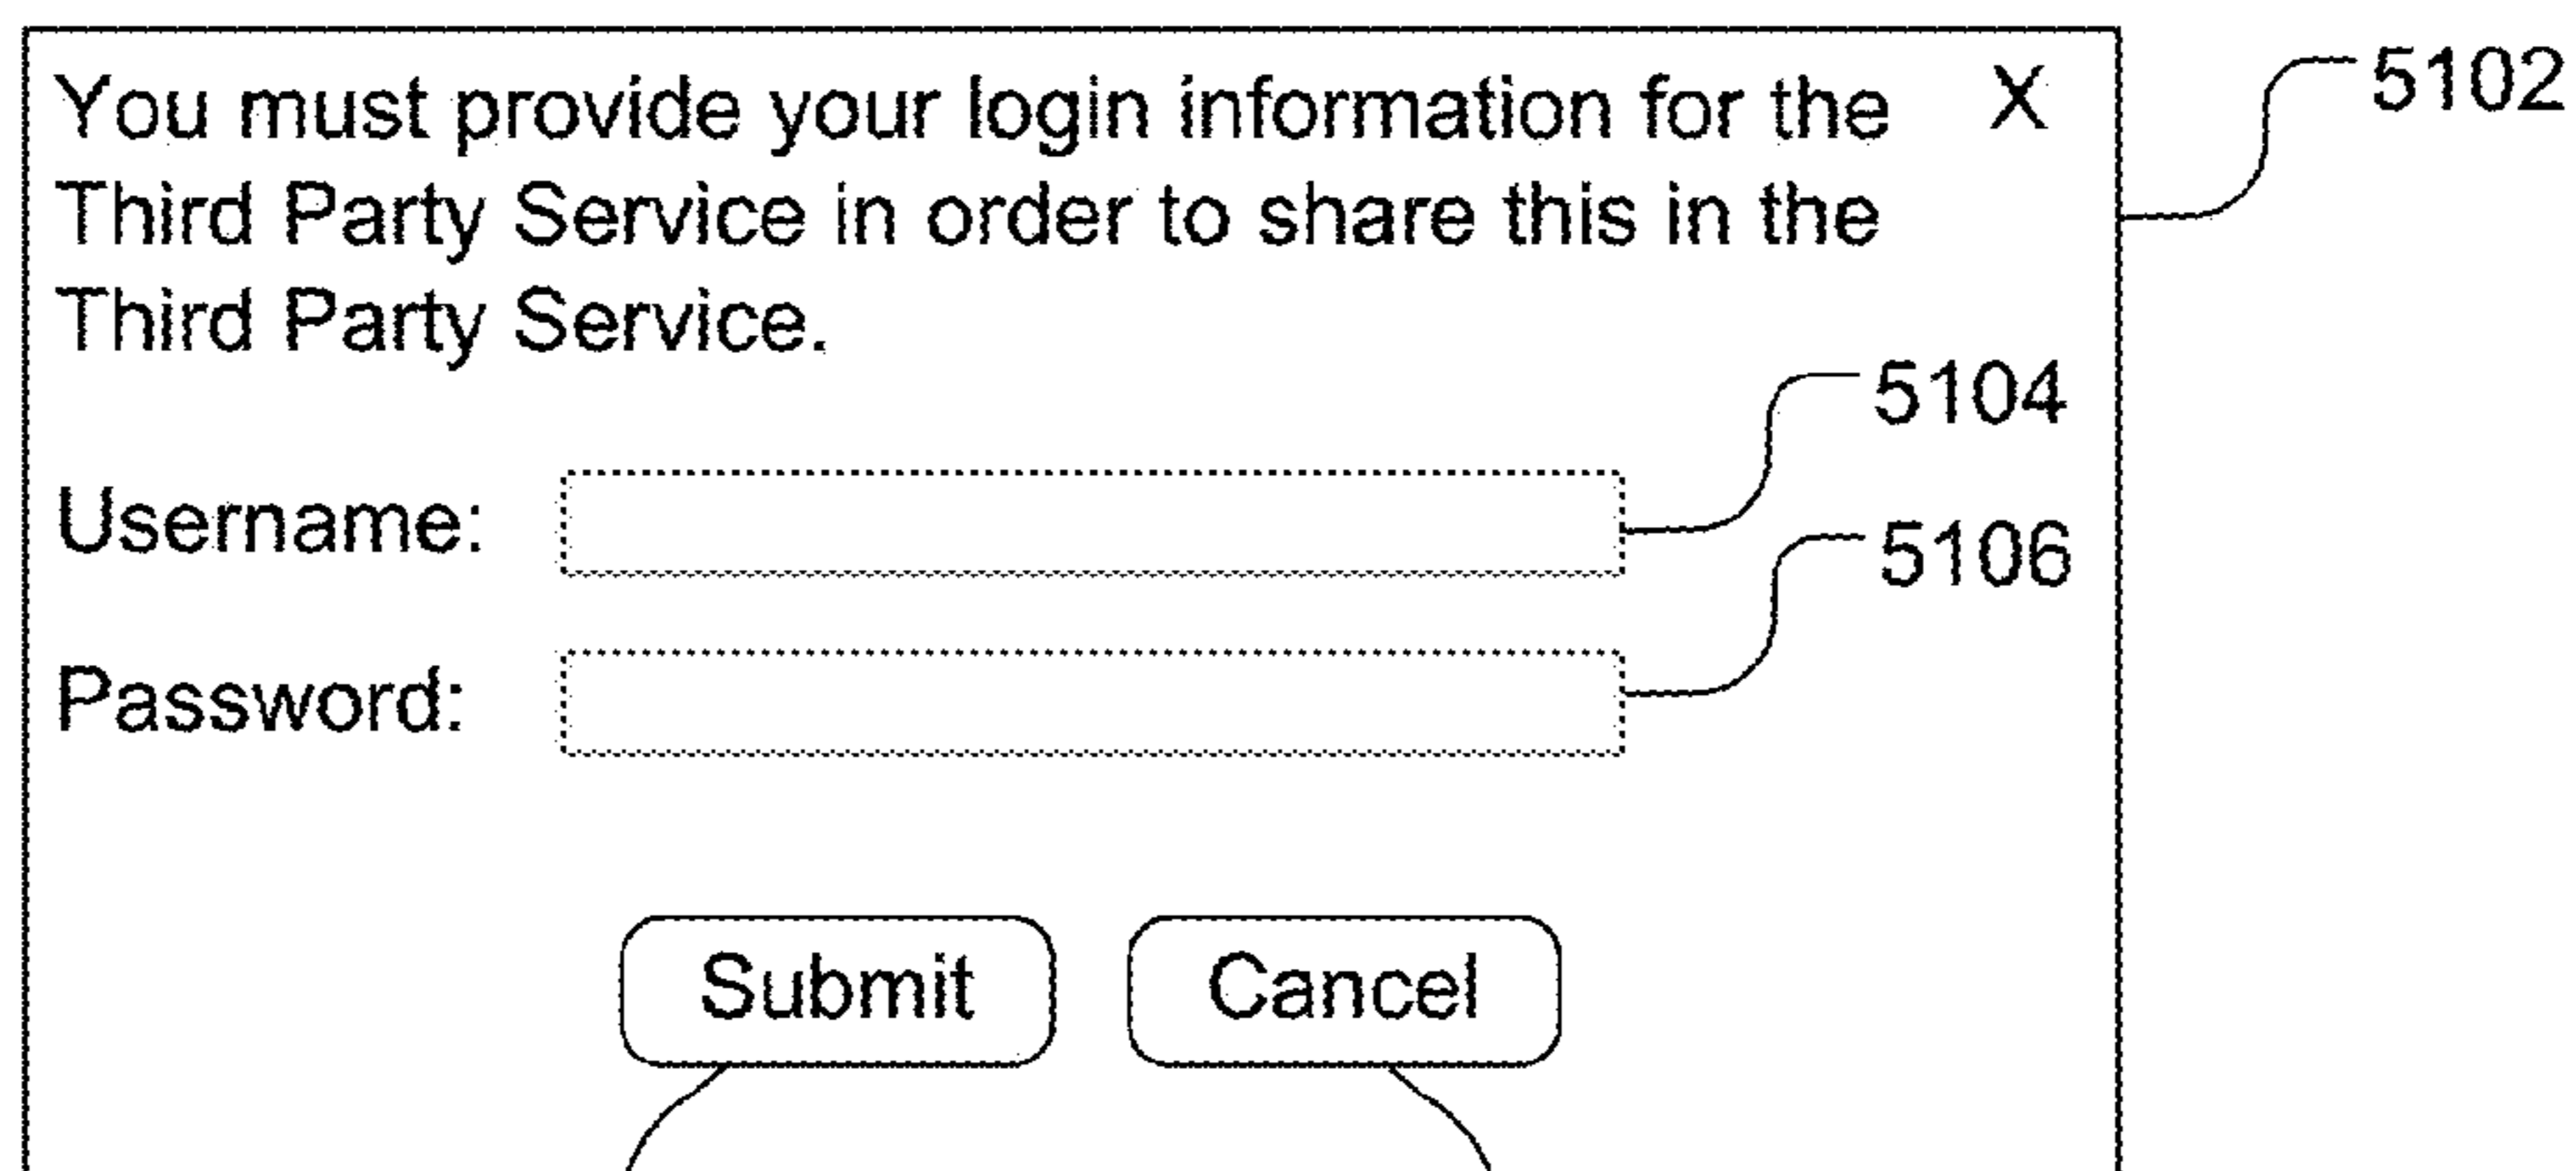 You must provide your login information for the X
5102
Third Party Service in order to share this in the
Third Party Service.
5104
Username:
5106
Password:
Submit Cancel